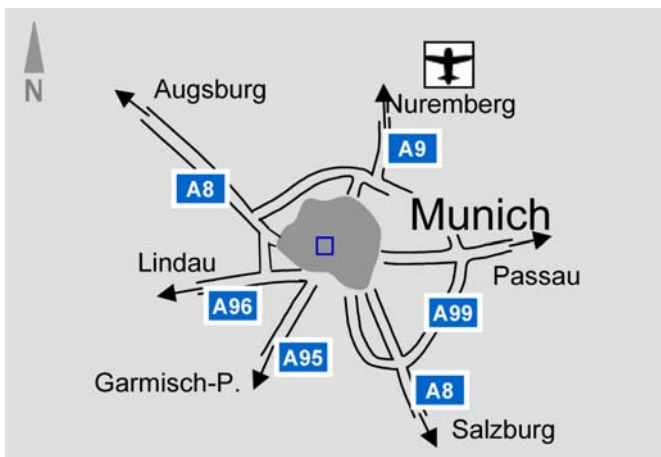 N
Augsburg
Nuremberg
A9
A8
Munich
Lindau
Passau
A96
A99
A95
Garmisch-P.
A8
Salzburg